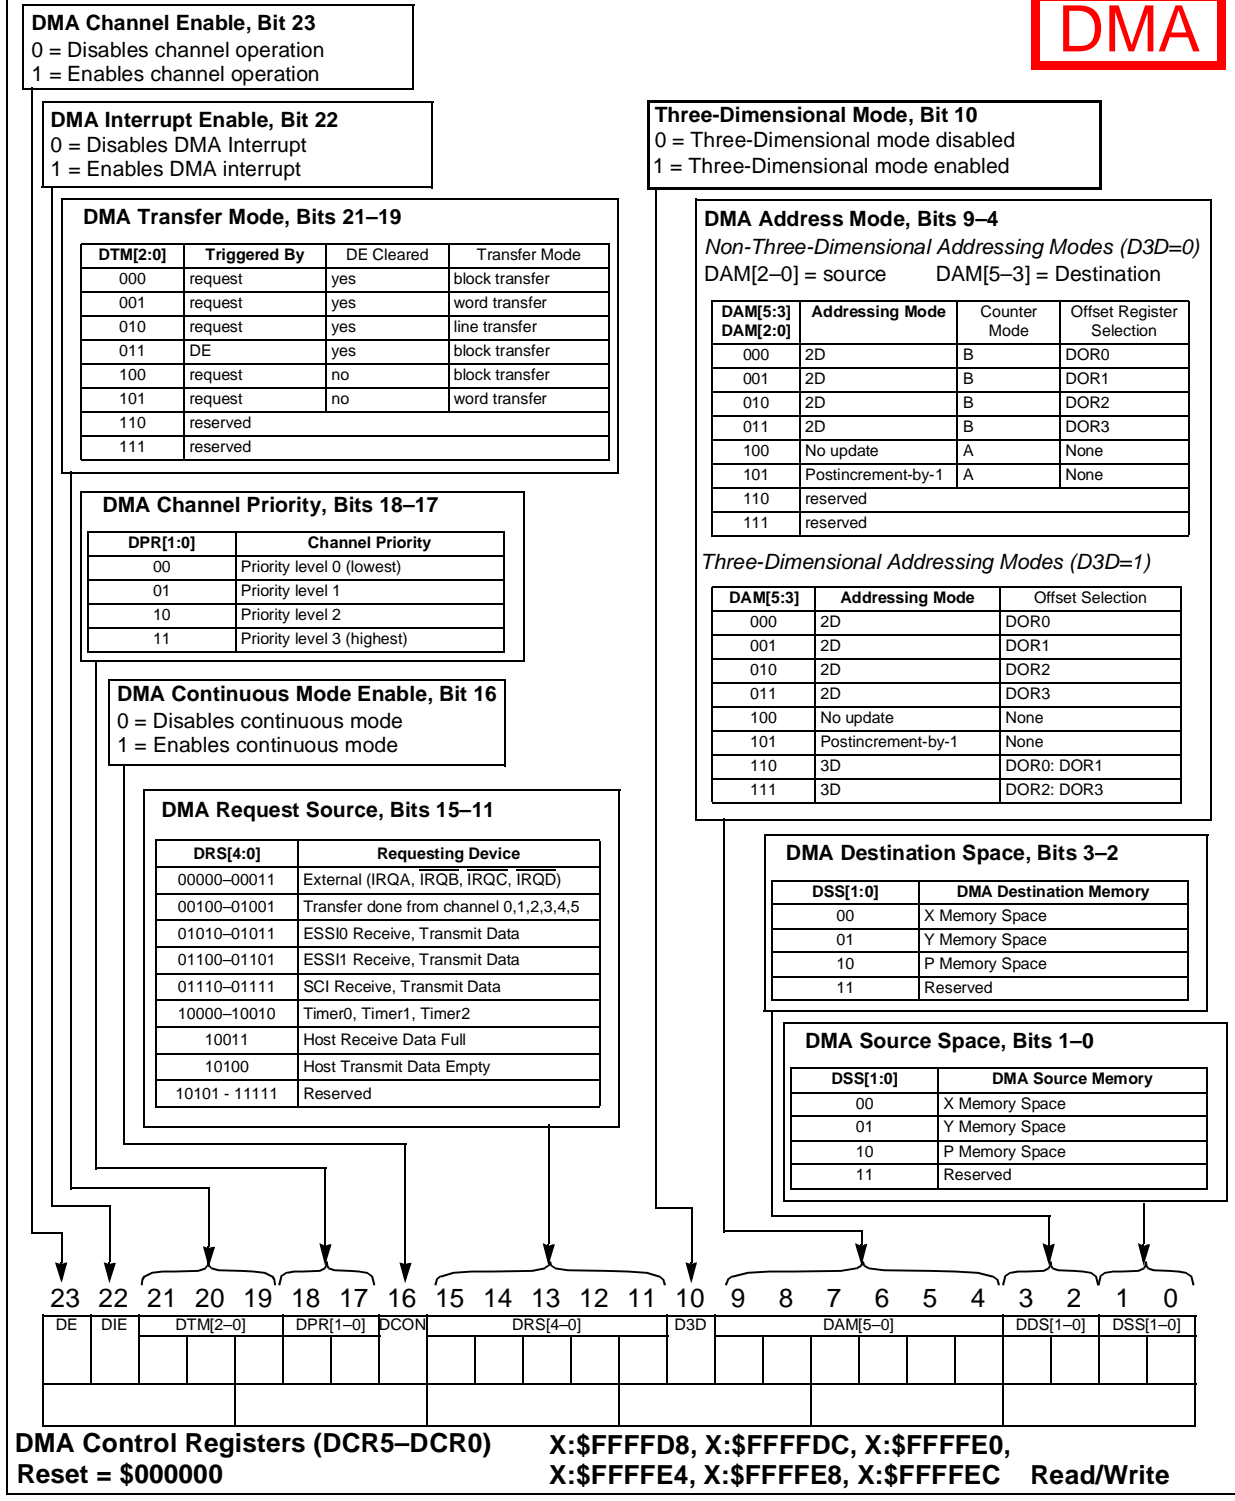 DMA
DMA Channel Enable, Bit 23
0 = Disables channel operation
1 = Enables channel operation
DMA Interrupt Enable, Bit 22
0 = Disables DMA Interrupt
1 = Enables DMA interrupt
DMA Transfer Mode, Bits 21–19
DTM[2:0] Triggered By DE Cleared Transfer Mode
000 request yes block transfer
001 request yes word transfer
010 request yes line transfer
011 DE yes block transfer
100 request no block transfer
101 request no word transfer
110 reserved
111 reserved
DMA Channel Priority, Bits 18–17
DPR[1:0] Channel Priority
00 Priority level 0 (lowest)
01 Priority level 1
10 Priority level 2
11 Priority level 3 (highest)
DMA Continuous Mode Enable, Bit 16
0 = Disables continuous mode
1 = Enables continuous mode
DMA Request Source, Bits 15–11
DRS[4:0] Requesting Device
00000–00011 External (IRQA, IRQB, IRQC, IRQD)
00100–01001 Transfer done from channel 0,1,2,3,4,5
01010–01011 ESSI0 Receive, Transmit Data
01100–01101 ESSI1 Receive, Transmit Data
01110–01111 SCI Receive, Transmit Data
10000–10010 Timer0, Timer1, Timer2
10011 Host Receive Data Full
10100 Host Transmit Data Empty
10101 - 11111 Reserved
Three-Dimensional Mode, Bit 10
0 = Three-Dimensional mode disabled
1 = Three-Dimensional mode enabled
DMA Address Mode, Bits 9–4
Non-Three-Dimensional Addressing Modes (D3D=0)
DAM[2–0] = source DAM[5–3] = Destination
DAM[5:3] Addressing Mode Counter Offset Register
DAM[2:0] Mode Selection
000 2D B DOR0
001 2D B DOR1
010 2D B DOR2
011 2D B DOR3
100 No update A None
101 Postincrement-by-1 A None
110 reserved
111 reserved
Three-Dimensional Addressing Modes (D3D=1)
DAM[5:3] Addressing Mode Offset Selection
000 2D DOR0
001 2D DOR1
010 2D DOR2
011 2D DOR3
100 No update None
101 Postincrement-by-1 None
110 3D DOR0: DOR1
111 3D DOR2: DOR3
DMA Destination Space, Bits 3–2
DSS[1:0] DMA Destination Memory
00 X Memory Space
01 Y Memory Space
10 P Memory Space
11 Reserved
DMA Source Space, Bits 1–0
DSS[1:0] DMA Source Memory
00 X Memory Space
01 Y Memory Space
10 P Memory Space
11 Reserved
23 22 21 20 19 18 17 16 15 14 13 12 11 10 9 8 7 6 5 4 3 2 1 0
DE DIE DTM[2–0] DPR[1–0] DCON DRS[4–0] D3D DAM[5–0] DDS[1–0] DSS[1–0]
DMA Control Registers (DCR5–DCR0) X:$FFFFD8, X:$FFFFDC, X:$FFFFE0,
Reset = $000000 X:$FFFFE4, X:$FFFFE8, X:$FFFFEC Read/Write